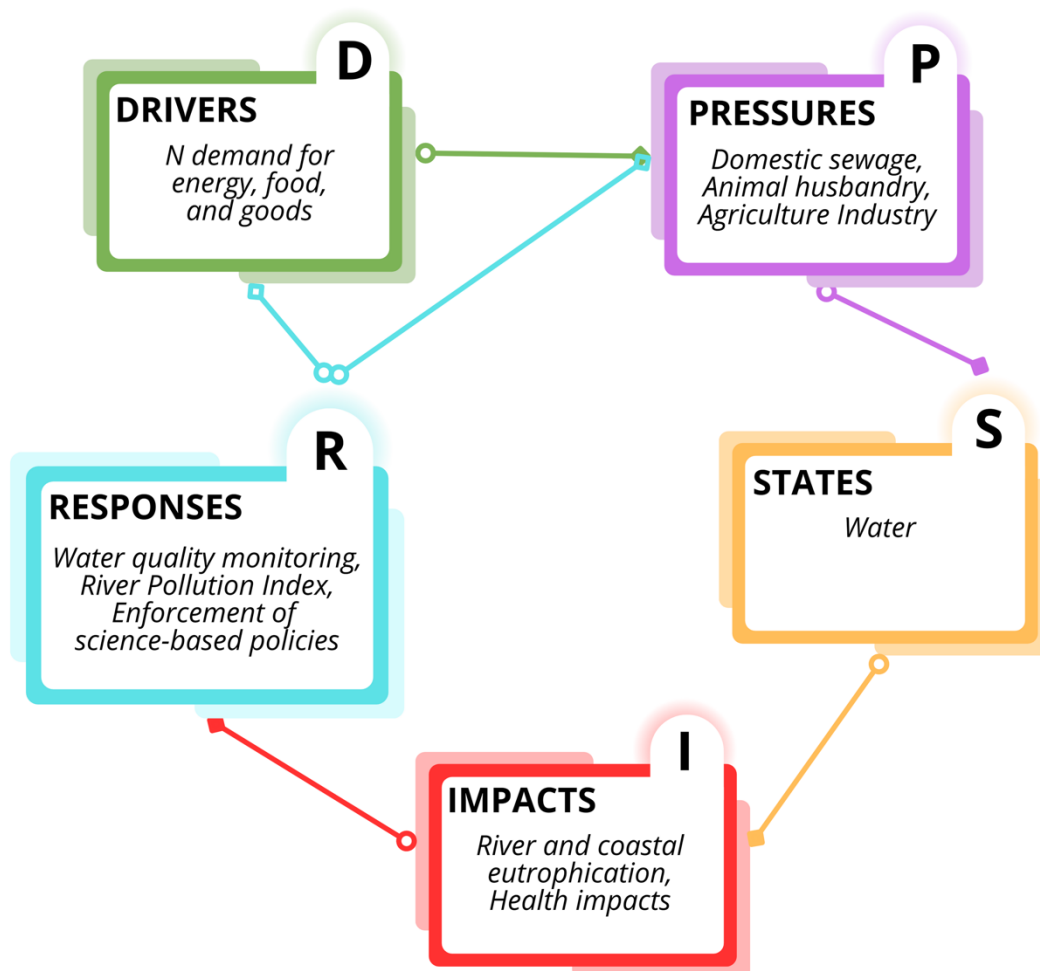 D
DRIVERS
N demand for
energy, food,
and goods
P
PRESSURES
Domestic sewage,
Animal husbandry,
Agriculture Industry
R
RESPONSES
Water quality monitoring,
River Pollution Index,
Enforcement of
science-based policies
S
STATES
Water
I
IMPACTS
River and coastal
eutrophication,
Health impacts